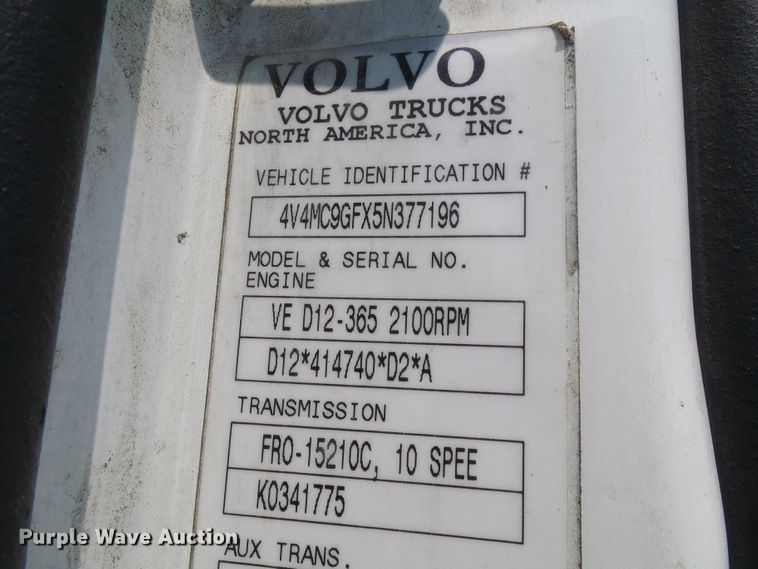 VOLVO
VOLVO TRUCKS
NORTH AMERICA, INC.
VEHICLE IDENTIFICATION #
4V4MC9GFX5N377196
MODEL & SERIAL NO.
ENGINE
VE D12-365 2100RPM
D12*414740*D2*A
TRANSMISSION
FRO-15210C, 10 SPEE
K0341775
AUX TRANS.
Purple Wave Auction